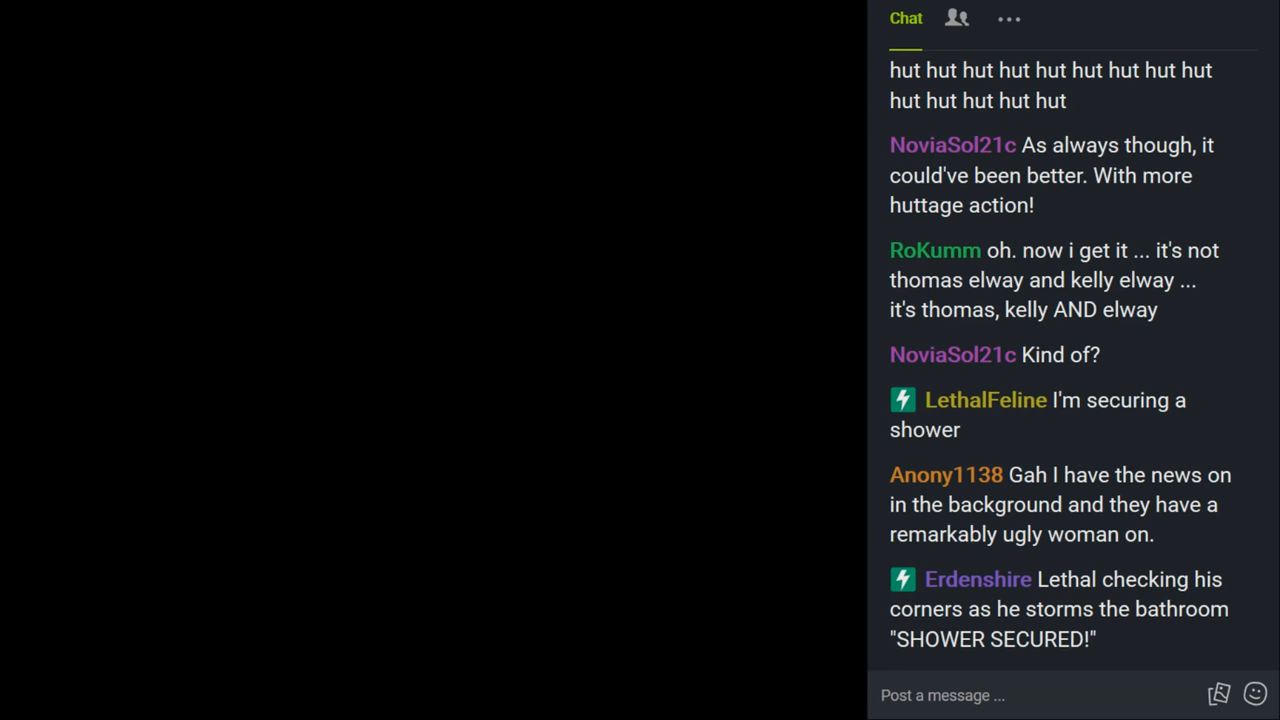 Chat
hut hut hut hut hut hut hut hut hut
hut hut hut hut hut
NoviaSol21c As always though, it
could've been better. With more
huttage action!
RoKumm oh. now i get it ... it's not
thomas elway and kelly elway ...
it's thomas, kelly AND elway
NoviaSol21c Kind of?
LethalFeline I'm securing a
shower
Anony1138 Gah I have the news on
in the background and they have a
remarkably ugly woman on.
Erdenshire Lethal checking his
corners as he storms the bathroom
"SHOWER SECURED!"
Post a message ...